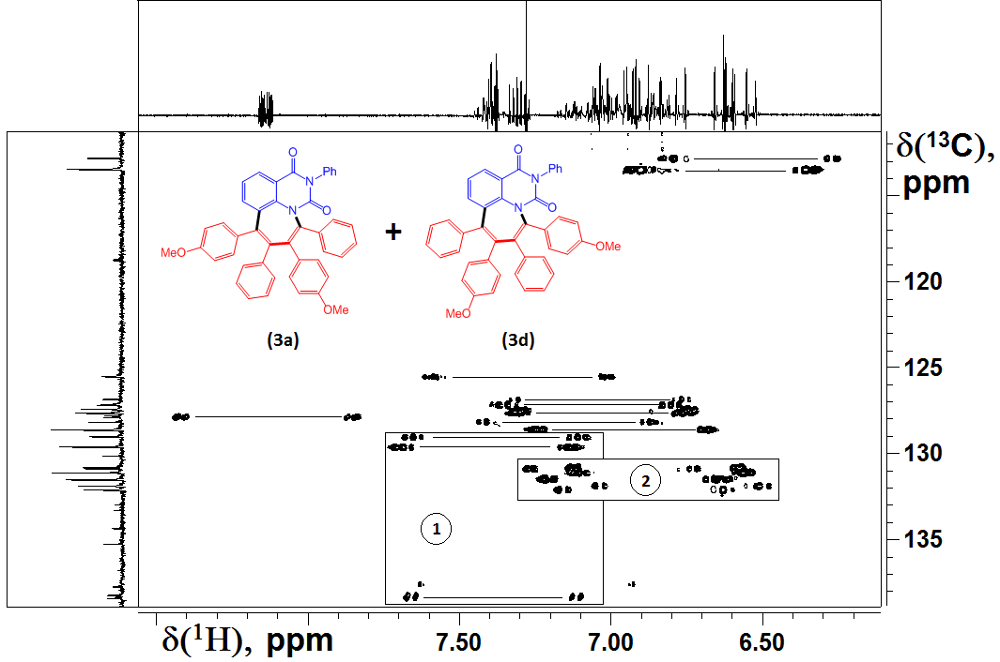 δ(¹³C),
ppm
O
O
N
Ph
N
Ph
O
O
N
N
MeO
+
OMe
OMe
MeO
(3a)
(3d)
120
125
130
2
1
135
δ(¹H), ppm
7.50
7.00
6.50